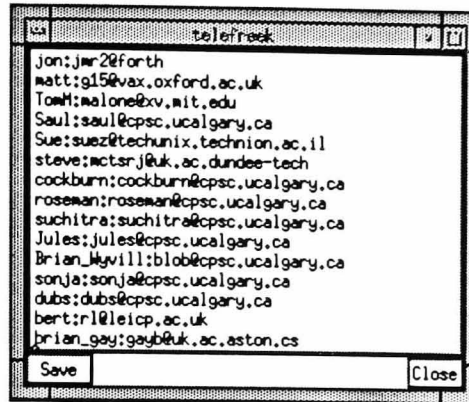 telefreek
jon:jmr2@forth
matt:g15@vax.oxford.ac.uk
TomM:malone@xv.mit.edu
Saul:saul@cpsc.ucalgary.ca
Sue:suez@techunix.technion.ac.il
steve:mctsrj@uk.ac.dundee-tech
cockburn:cockburn@cpsc.ucalgary.ca
roseman:roseman@cpsc.ucalgary.ca
suchitra:suchitra@cpsc.ucalgary.ca
Jules:jules@cpsc.ucalgary.ca
Brian_Wyvill:blob@cpsc.ucalgary.ca
sonja:sonja@cpsc.ucalgary.ca
dubs:dubs@cpsc.ucalgary.ca
bert:rl@leicp.ac.uk
brian_gay:gayb@uk.ac.aston.cs
Save Close